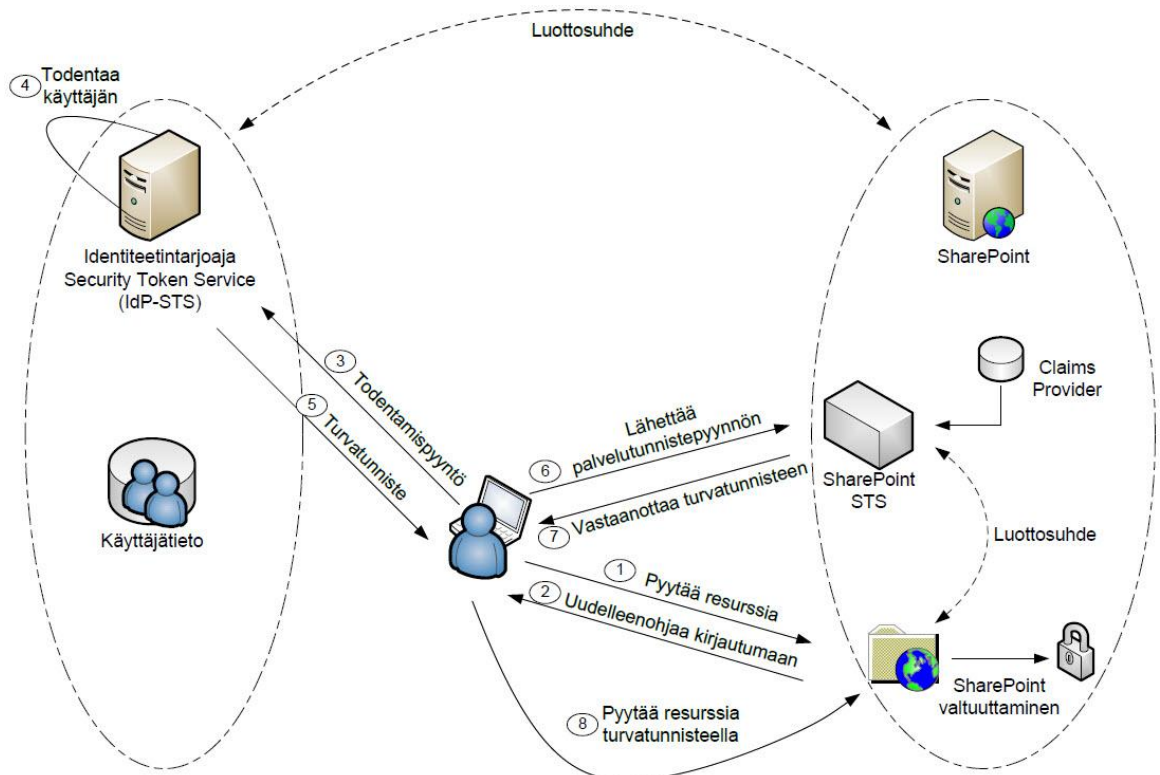 Luottosuhde
4 Todentaa
käyttäjän
Identiteetintarjoaja
Security Token Service
(IdP-STS)
SharePoint
Claims
Provider
3 Todentamispyyntö
5 Turvatunniste
Lähettää
6 palvelutunnistepyynnön
7 Vastaanottaa turvatunnisteen
SharePoint
STS
Käyttäjätieto
Luottosuhde
1 Pyytää resurssia
2 Uudelleenohjaa kirjautumaan
SharePoint
valtuuttaminen
8 Pyytää resurssia
turvatunnisteella